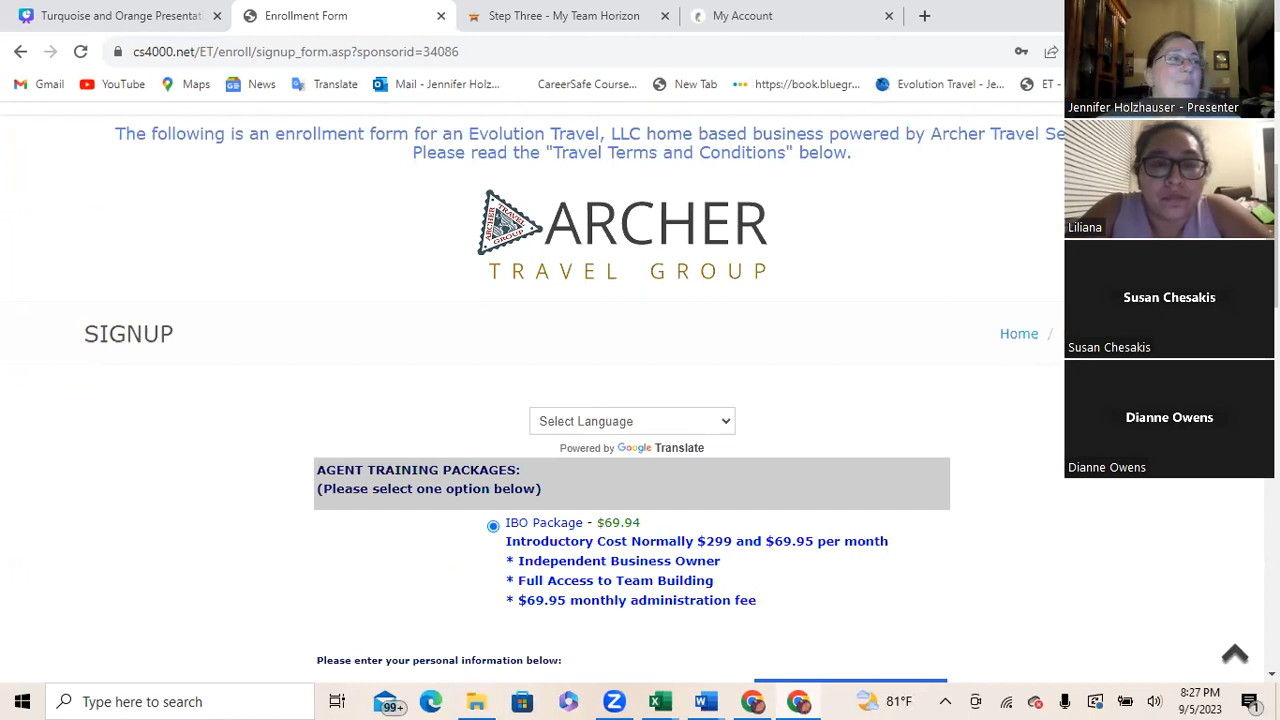 Turquoise and Orange Presentat
Enrollment Form
Step Three - My Team Horizon
My Account
cs4000.net/ET/enroll/signup_form.asp?sponsorid=34086
Gmail
YouTube
Maps
News
Translate
Mail - Jennifer Holz...
CareerSafe Course...
New Tab
https://book.bluegr...
Evolution Travel - Je...
ET -
The following is an enrollment form for an Evolution Travel, LLC home based business powered by Archer Travel Se
Please read the "Travel Terms and Conditions" below.
ARCHER TRAVEL GROUP
ARCHER
TRAVEL GROUP
SIGNUP
Home /
Select Language
Powered by Google Translate
AGENT TRAINING PACKAGES:
(Please select one option below)
IBO Package - $69.94
Introductory Cost Normally $299 and $69.95 per month
* Independent Business Owner
* Full Access to Team Building
* $69.95 monthly administration fee
Please enter your personal information below:
Jennifer Holzhauser - Presenter
Liliana
Susan Chesakis
Susan Chesakis
Dianne Owens
Dianne Owens
Type here to search
99+
81°F
8:27 PM
9/5/2023
1